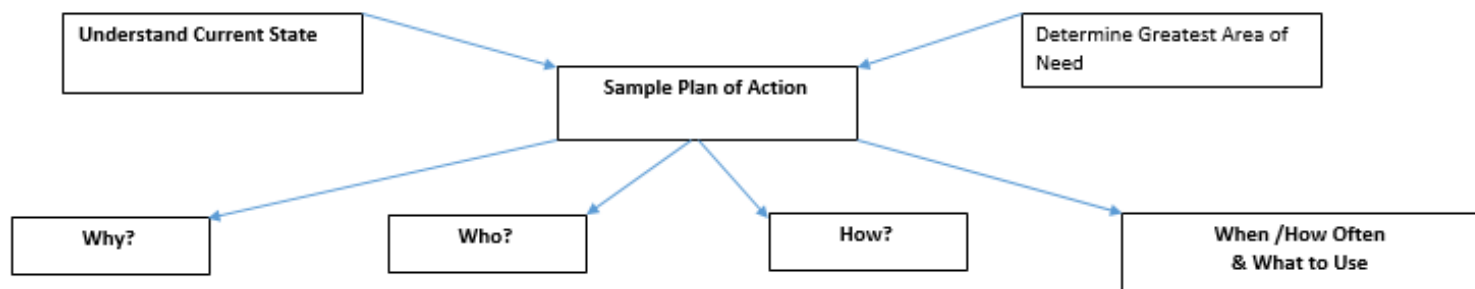 Understand Current State
Determine Greatest Area of
Need
Sample Plan of Action
Why?
Who?
How?
When /How Often
& What to Use